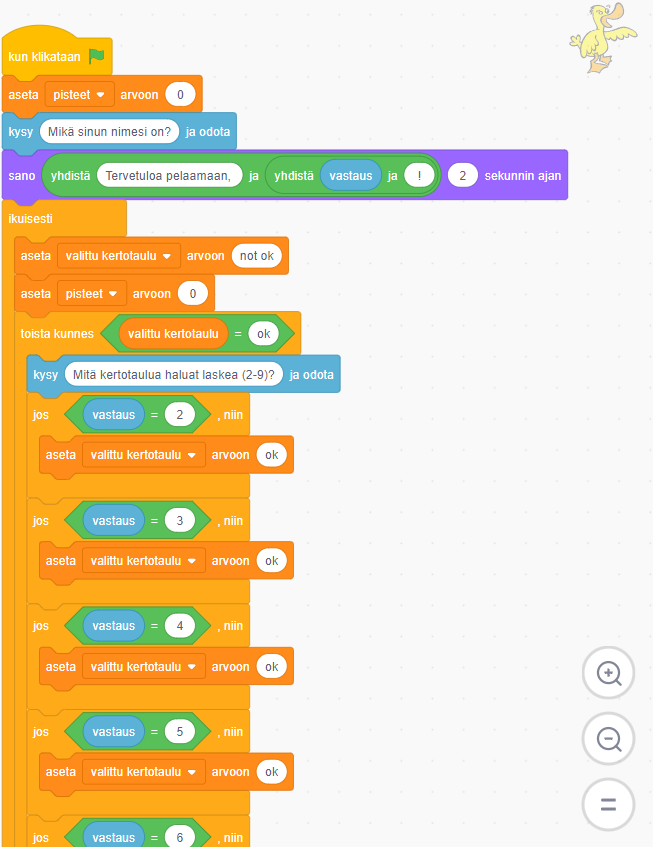 kun klikataan
aseta pisteet arvoon 0
kysy Mikä sinun nimesi on? ja odota
sano yhdistä Tervetuloa pelaamaan, ja yhdistä vastaus ja ! 2 sekunnin ajan
ikuisesti
aseta valittu kertotaulu arvoon not ok
aseta pisteet arvoon 0
toista kunnes valittu kertotaulu = ok
kysy Mitä kertotaulua haluat laskea (2-9)? ja odota
jos vastaus = 2 , niin
aseta valittu kertotaulu arvoon ok
jos vastaus = 3 , niin
aseta valittu kertotaulu arvoon ok
jos vastaus = 4 , niin
aseta valittu kertotaulu arvoon ok
jos vastaus = 5 , niin
aseta valittu kertotaulu arvoon ok
jos vastaus = 6 , niin